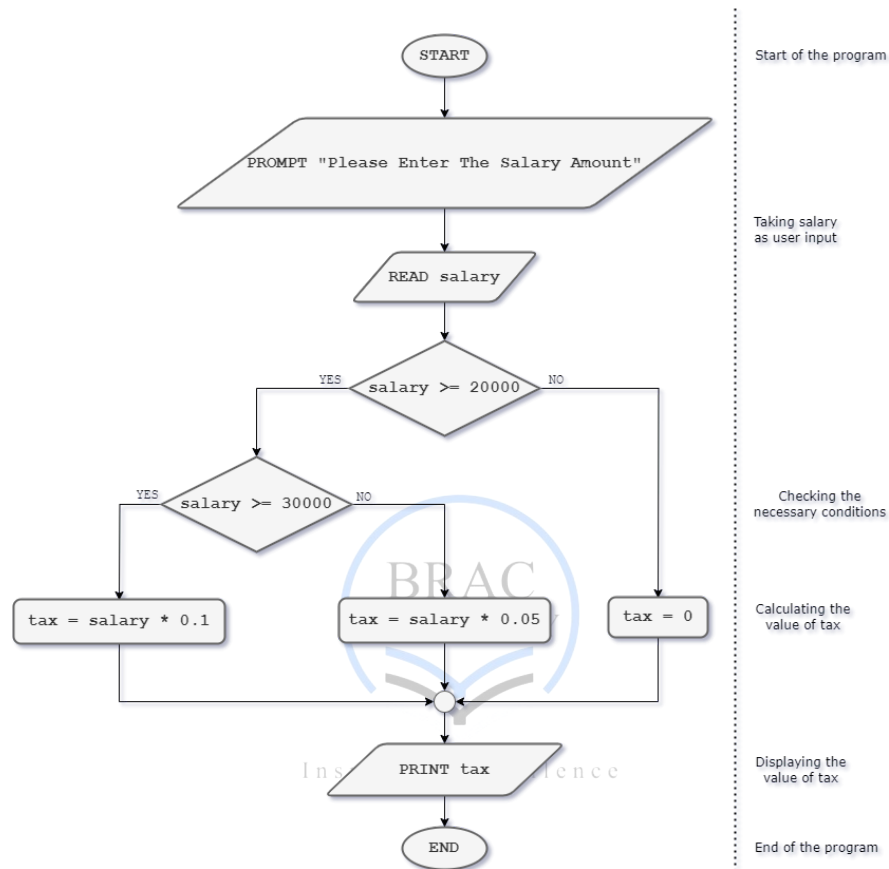 START
Start of the program
PROMPT "Please Enter The Salary Amount"
Taking salary
as user input
READ salary
salary >= 20000
YES
NO
salary >= 30000
YES
NO
Checking the
necessary conditions
BRAC
tax = salary * 0.1
tax = salary * 0.05
tax = 0
Calculating the
value of tax
PRINT tax
Displaying the
value of tax
END
End of the program